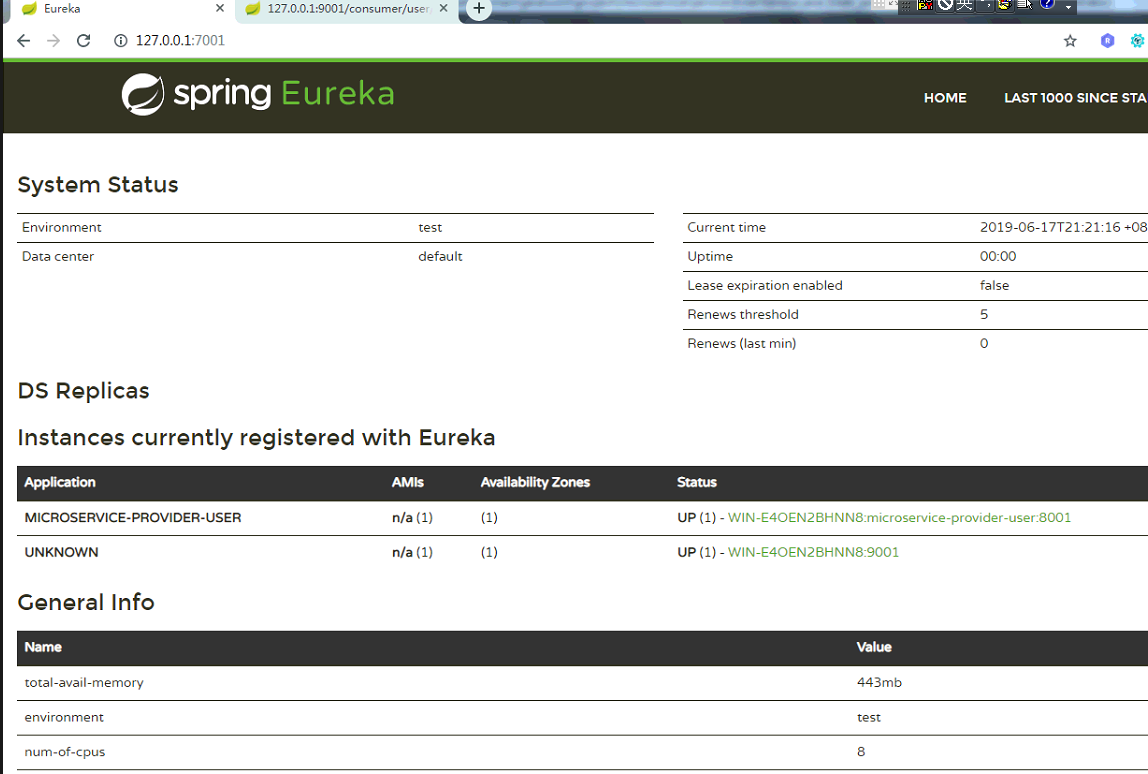 Eureka
127.0.0.1:9001/consumer/user
127.0.0.1:7001
spring Eureka
HOME LAST 1000 SINCE STA
System Status
Environment test
Data center default
Current time 2019-06-17T21:21:16 +08
Uptime 00:00
Lease expiration enabled false
Renews threshold 5
Renews (last min) 0
DS Replicas
Instances currently registered with Eureka
Application AMIs Availability Zones Status
MICROSERVICE-PROVIDER-USER n/a (1) (1) UP (1) - WIN-E4OEN2BHNN8:microservice-provider-user:8001
UNKNOWN n/a (1) (1) UP (1) - WIN-E4OEN2BHNN8:9001
General Info
Name Value
total-avail-memory 443mb
environment test
num-of-cpus 8